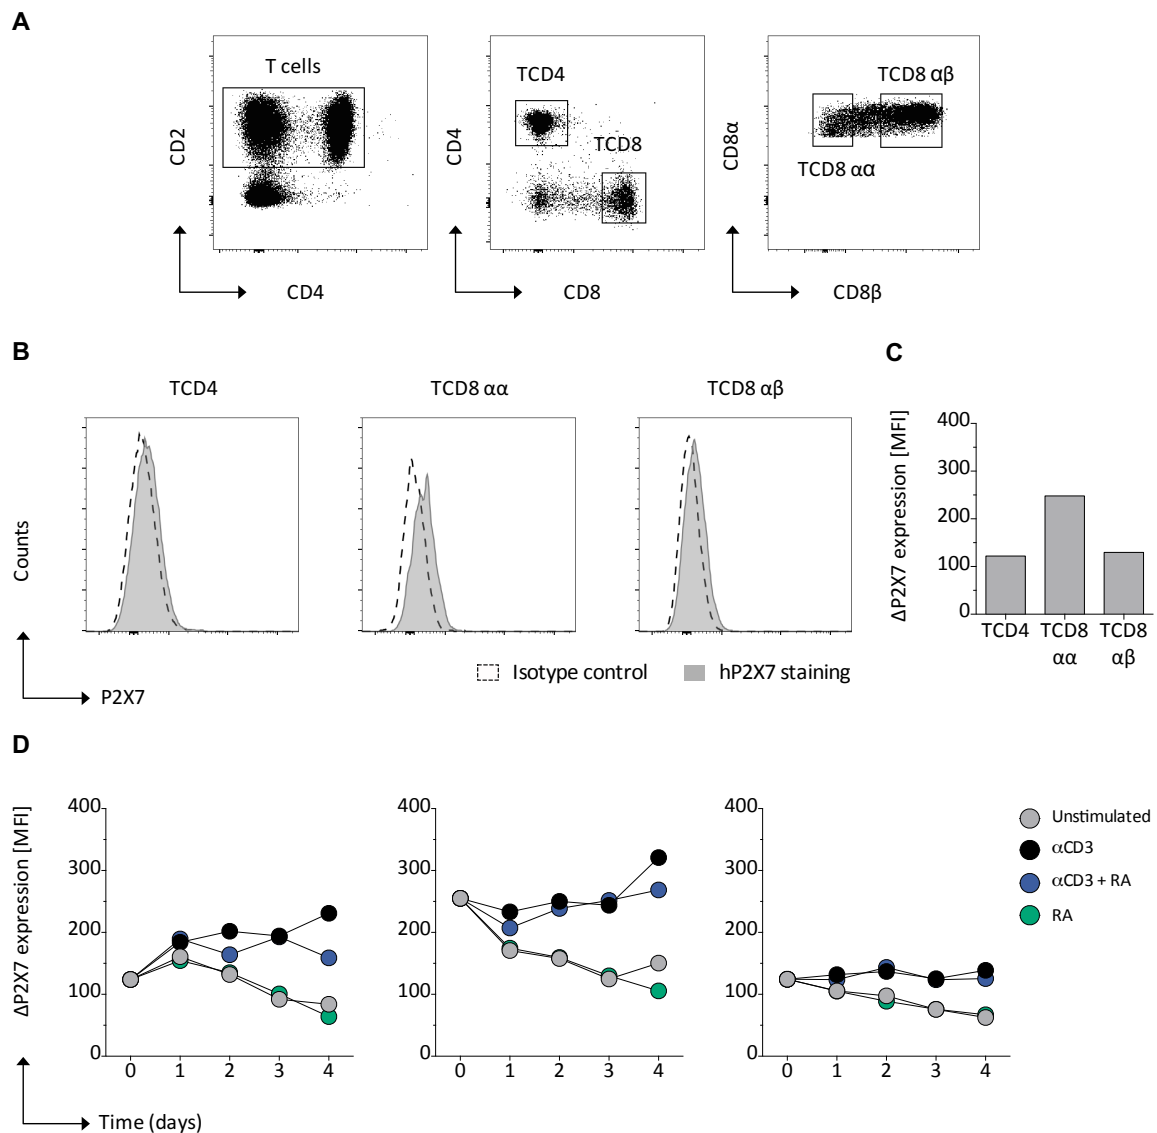 A
T cells
CD2
CD4
TCD4
TCD8
CD4
CD8
TCD8 αβ
TCD8 αα
CD8α
CD8β
B
TCD4
TCD8 αα
TCD8 αβ
Counts
P2X7
Isotype control
hP2X7 staining
C
ΔP2X7 expression [MFI]
400
300
200
100
0
TCD4
TCD8 αα
TCD8 αβ
D
ΔP2X7 expression [MFI]
400
300
200
100
0
0 1 2 3 4
400
300
200
100
0
0 1 2 3 4
400
300
200
100
0
0 1 2 3 4
Time (days)
Unstimulated
αCD3
αCD3 + RA
RA